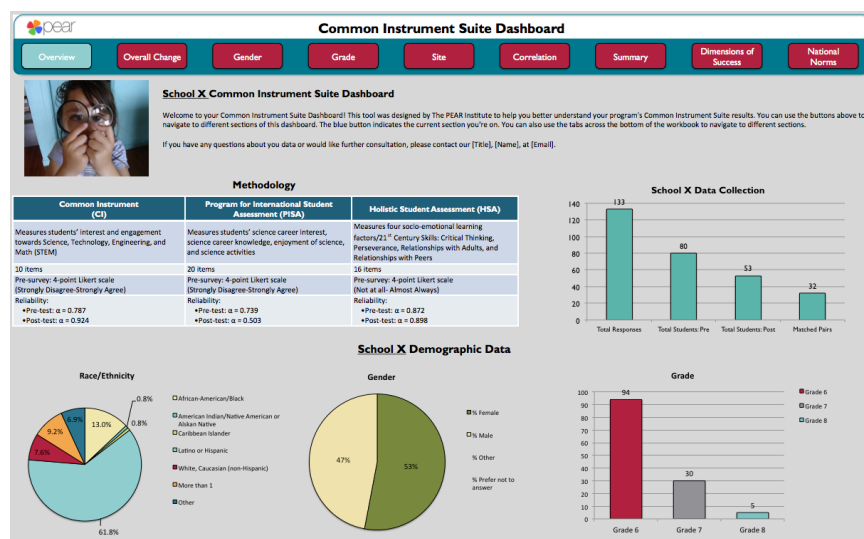 pear
Common Instrument Suite Dashboard
Overview
Overall Change
Gender
Grade
Site
Correlation
Summary
Dimensions of
Success
National
Norms
School X Common Instrument Suite Dashboard
Welcome to your Common Instrument Suite Dashboard! This tool was designed by The PEAR Institute to help you better understand your program's Common Instrument Suite results. You can use the buttons above to
navigate to different sections of this dashboard. The blue button indicates the current section you're on. You can also use the tabs across the bottom of the workbook to navigate to different sections.
If you have any questions about you data or would like further consultation, please contact our [Title], [Name], at [Email].
Methodology
Common Instrument
(CI)
Program for International Student
Assessment (PISA)
Holistic Student Assessment (HSA)
Measures students' interest and engagement
towards Science, Technology, Engineering, and
Math (STEM)
Measures students' science career interest,
science career knowledge, enjoyment of science,
and science activities
Measures four socio-emotional learning
factors/21st Century Skills: Critical Thinking,
Perseverance, Relationships with Adults, and
Relationships with Peers
10 items
20 items
16 items
Pre-survey: 4-point Likert scale
(Strongly Disagree-Strongly Agree)
Pre-survey: 4-point Likert scale
(Strongly Disagree-Strongly Agree)
Pre-survey: 4-point Likert scale
(Not at all- Almost Always)
Reliability:
•Pre-test: α = 0.787
•Post-test: α = 0.924
Reliability:
•Pre-test: α = 0.739
•Post-test: α = 0.503
Reliability:
•Pre-test: α = 0.872
•Post-test: α = 0.898
School X Data Collection
140
120
100
80
60
40
20
0
133
80
53
32
Total Responses
Total Students: Pre
Total Students: Post
Matched Pairs
School X Demographic Data
Race/Ethnicity
13.0%
0.8%
0.8%
61.8%
7.6%
9.2%
6.9%
African-American/Black
American Indian/Native American or
Alskan Native
Caribbean Islander
Latino or Hispanic
White, Caucasian (non-Hispanic)
More than 1
Other
Gender
47%
53%
% Female
% Male
% Other
% Prefer not to
answer
Grade
100
90
80
70
60
50
40
30
20
10
0
94
30
5
Grade 6
Grade 7
Grade 8
Grade 6
Grade 7
Grade 8